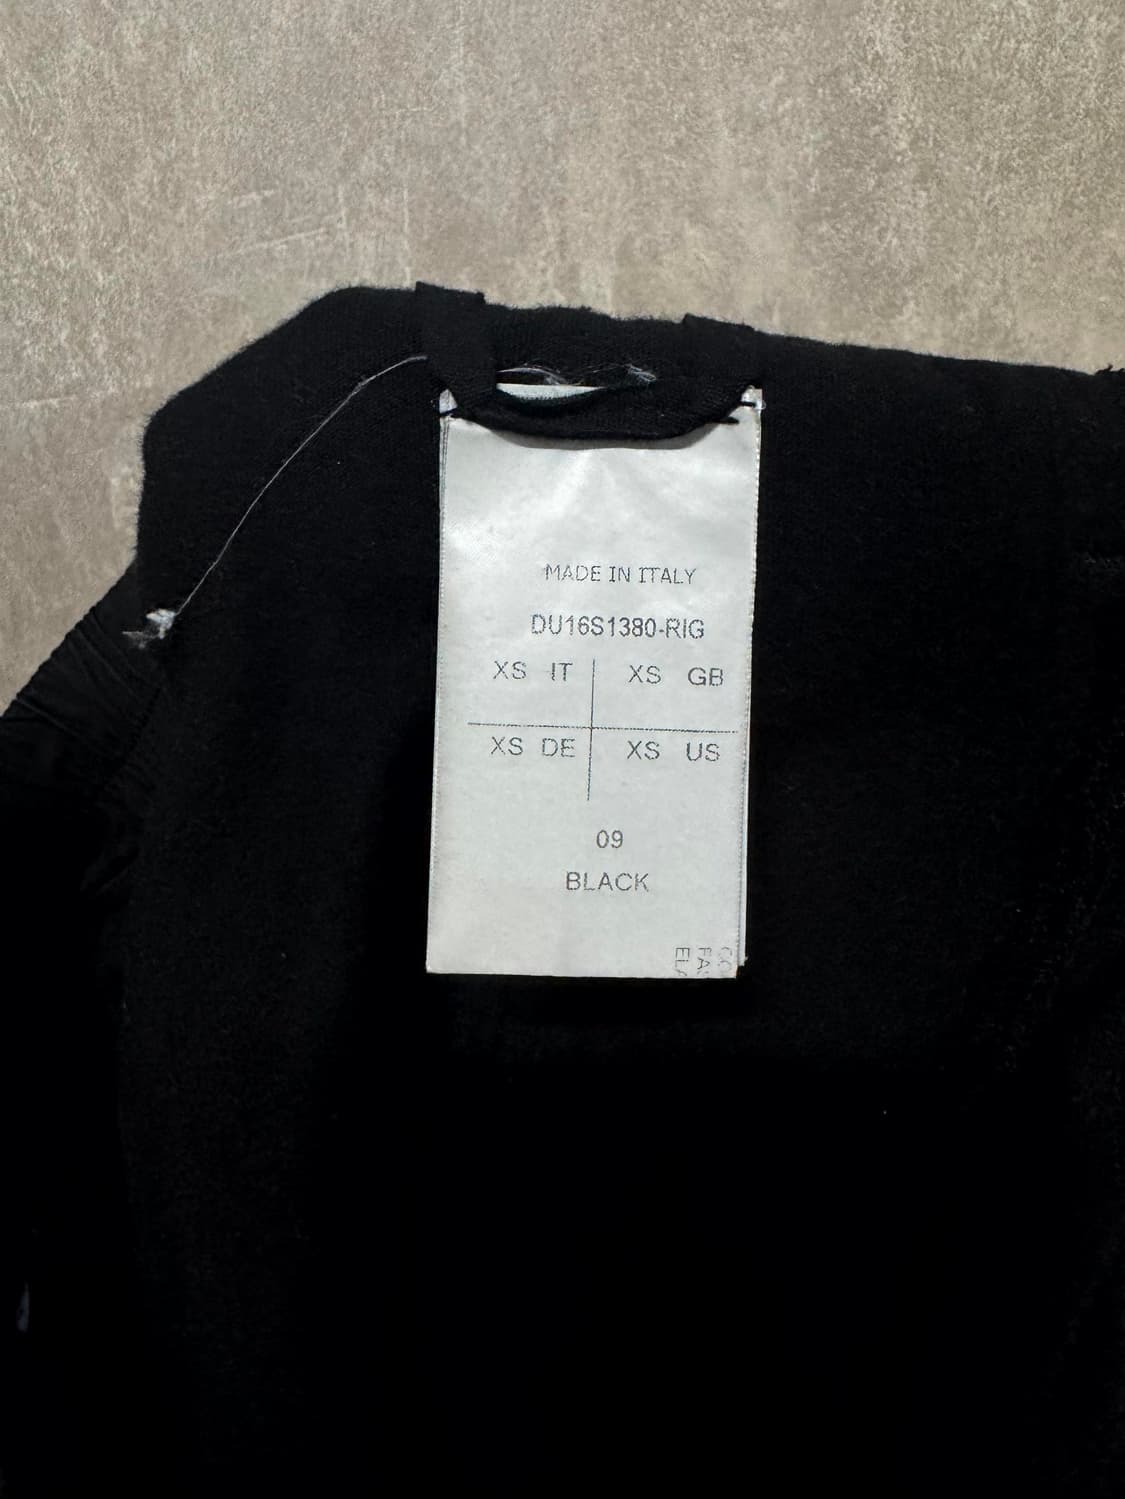 MADE IN ITALY
DU16S1380-RIG
XS IT XS GB
XS DE XS US
09
BLACK